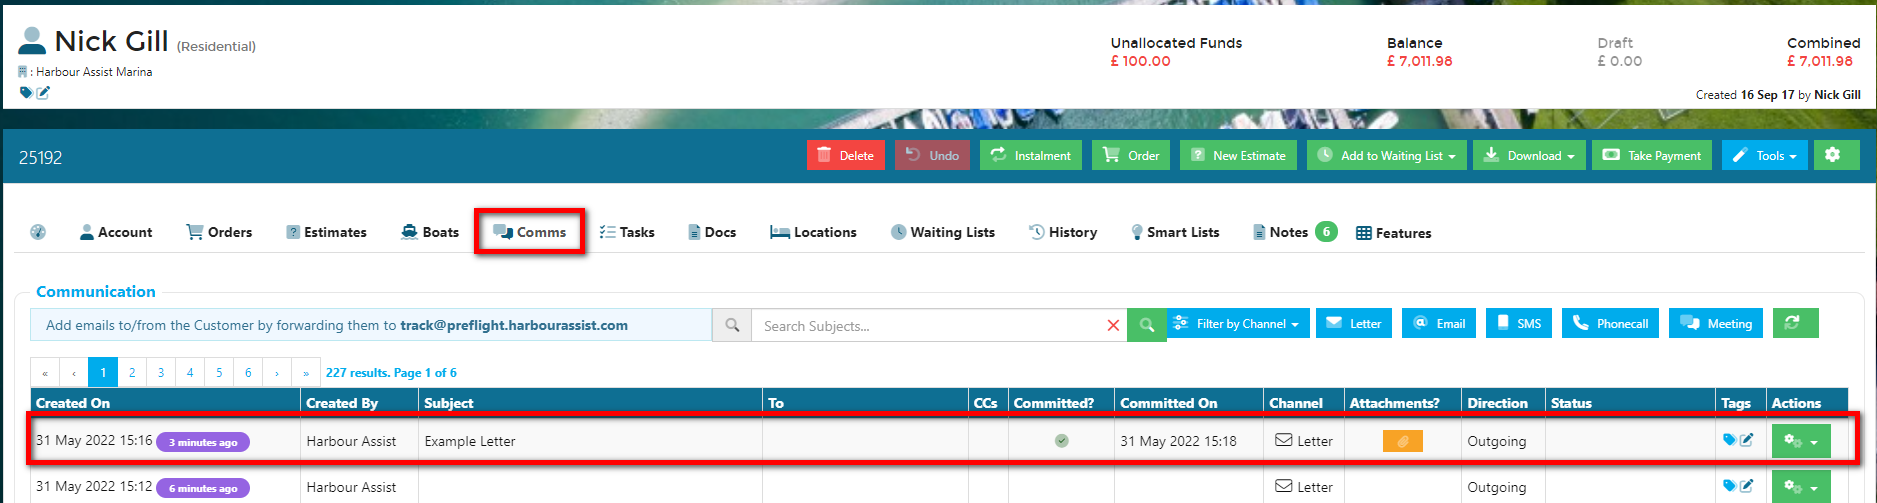 Nick Gill (Residential)
: Harbour Assist Marina
Unallocated Funds Balance Draft Combined
£ 100.00 £ 7,011.98 £ 0.00 £ 7,011.98
Created 16 Sep 17 by Nick Gill
25192 Delete Undo Instalment Order New Estimate Add to Waiting List Download Take Payment Tools
Account Orders Estimates Boats Comms Tasks Docs Locations Waiting Lists History Smart Lists Notes 6 Features
Communication
Add emails to/from the Customer by forwarding them to track@preflight.harbourassist.com Search Subjects... Filter by Channel Letter Email SMS Phonecall Meeting
« ‹ 1 2 3 4 5 6 › » 227 results. Page 1 of 6
Created On Created By Subject To CCs Committed? Committed On Channel Attachments? Direction Status Tags Actions
31 May 2022 15:16 3 minutes ago Harbour Assist Example Letter 31 May 2022 15:18 Letter Outgoing
31 May 2022 15:12 6 minutes ago Harbour Assist Letter Outgoing